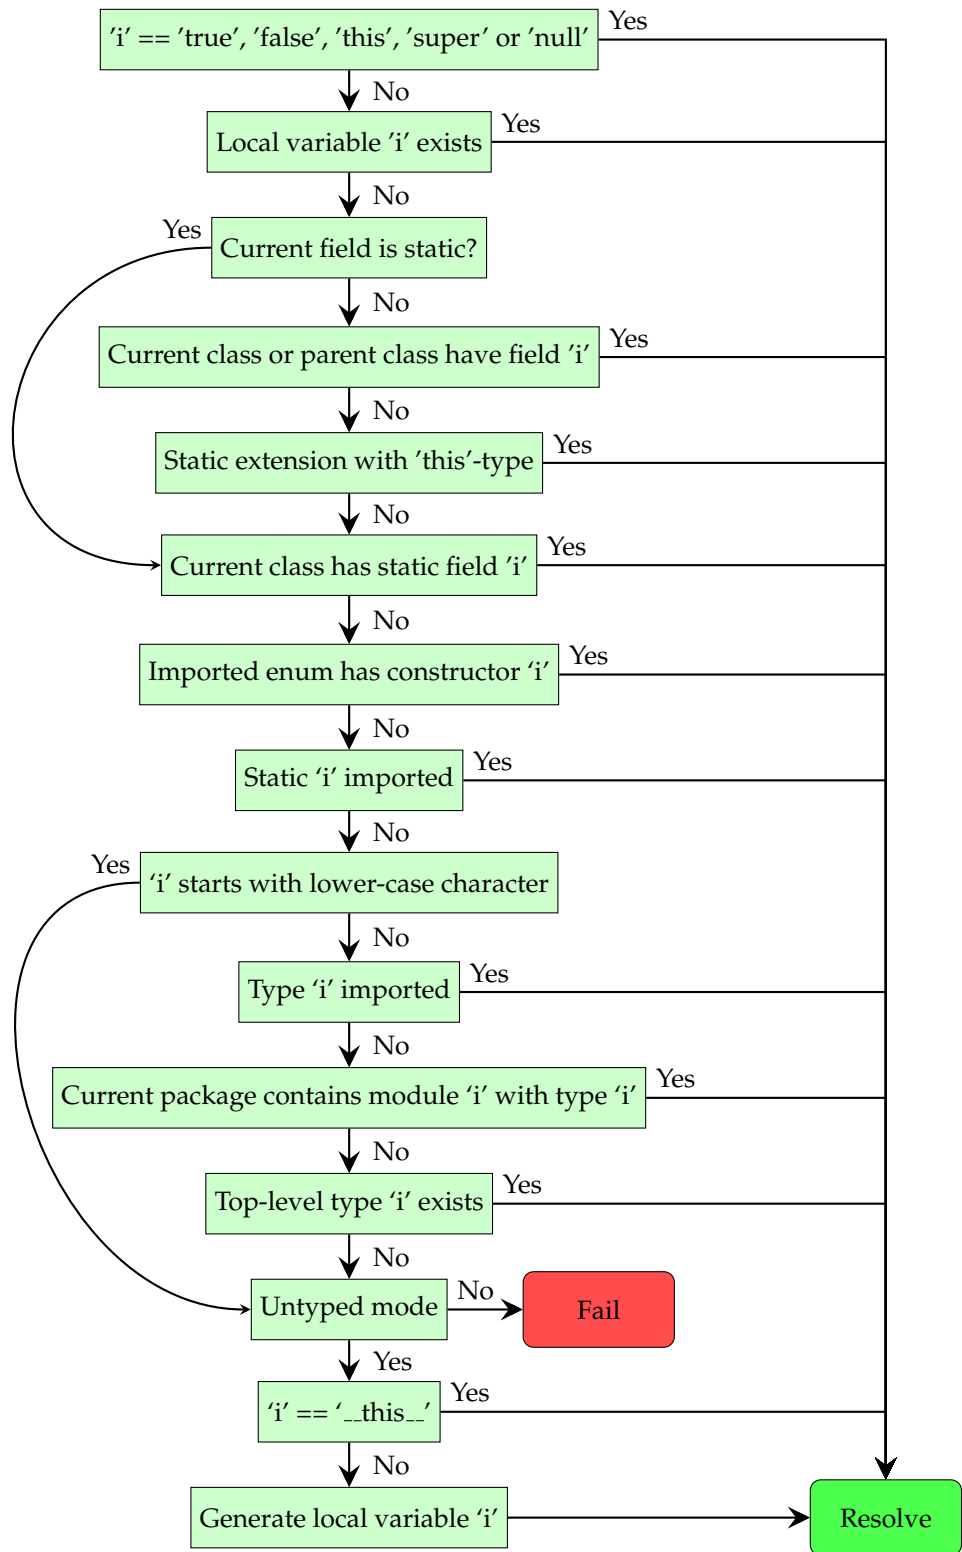 ’i’ == ’true’, ’false’, ’this’, ’super’ or ’null’
Yes
No
Local variable ’i’ exists
Yes
No
Yes
Current field is static?
No
Current class or parent class have field ’i’
Yes
No
Static extension with ’this’-type
Yes
No
Current class has static field ’i’
Yes
No
Imported enum has constructor ‘i’
Yes
No
Static ‘i’ imported
Yes
No
Yes
‘i’ starts with lower-case character
No
Type ‘i’ imported
Yes
No
Current package contains module ‘i’ with type ‘i’
Yes
No
Top-level type ‘i’ exists
Yes
No
Untyped mode
No
Fail
Yes
‘i’ == ‘__this__’
Yes
No
Generate local variable ‘i’
Resolve